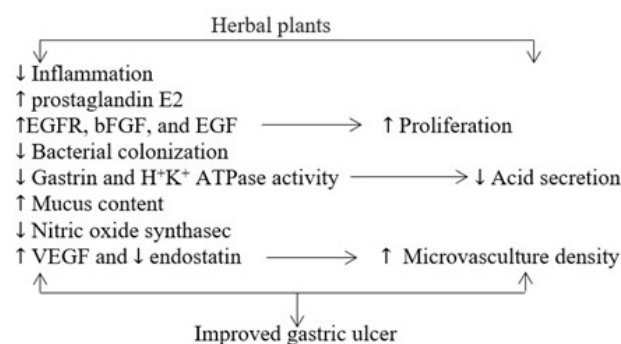 Herbal plants
↓ Inflammation
↑ prostaglandin E2
↑EGFR, bFGF, and EGF → ↑ Proliferation
↓ Bacterial colonization
↓ Gastrin and H⁺K⁺ ATPase activity → ↓ Acid secretion
↑ Mucus content
↓ Nitric oxide synthasec
↑ VEGF and ↓ endostatin → ↑ Microvasculature density
Improved gastric ulcer